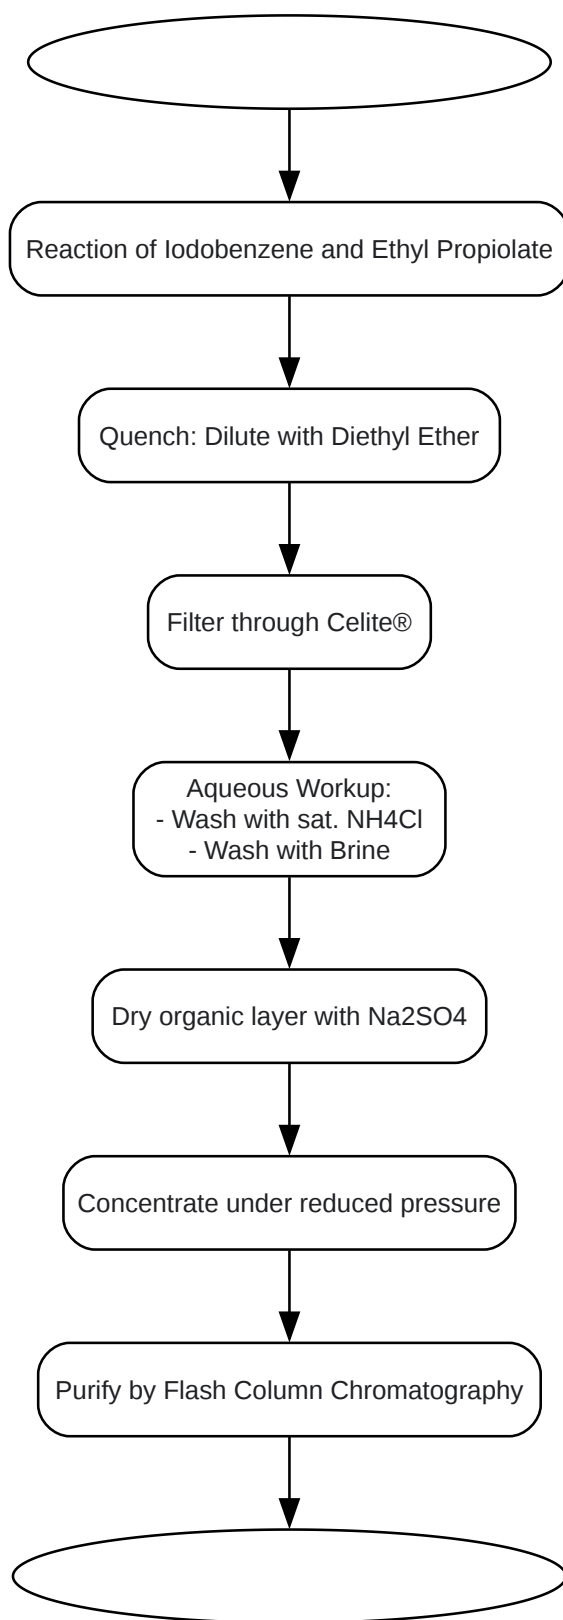 Reaction of Iodobenzene and Ethyl Propiolate
Quench: Dilute with Diethyl Ether
Filter through Celite®
Aqueous Workup:
- Wash with sat. NH4Cl
- Wash with Brine
Dry organic layer with Na2SO4
Concentrate under reduced pressure
Purify by Flash Column Chromatography